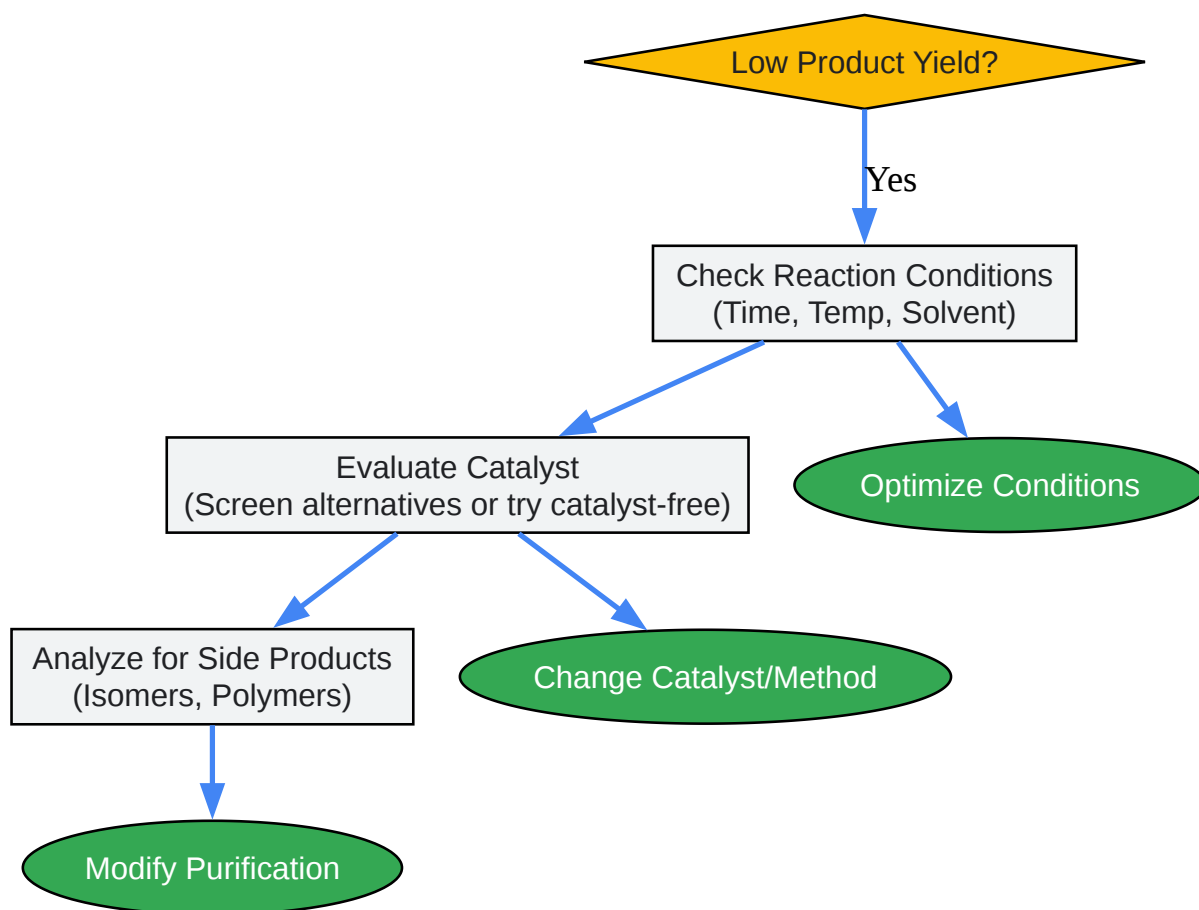 Low Product Yield?
Yes
Check Reaction Conditions
(Time, Temp, Solvent)
Evaluate Catalyst
(Screen alternatives or try catalyst-free)
Optimize Conditions
Analyze for Side Products
(Isomers, Polymers)
Change Catalyst/Method
Modify Purification